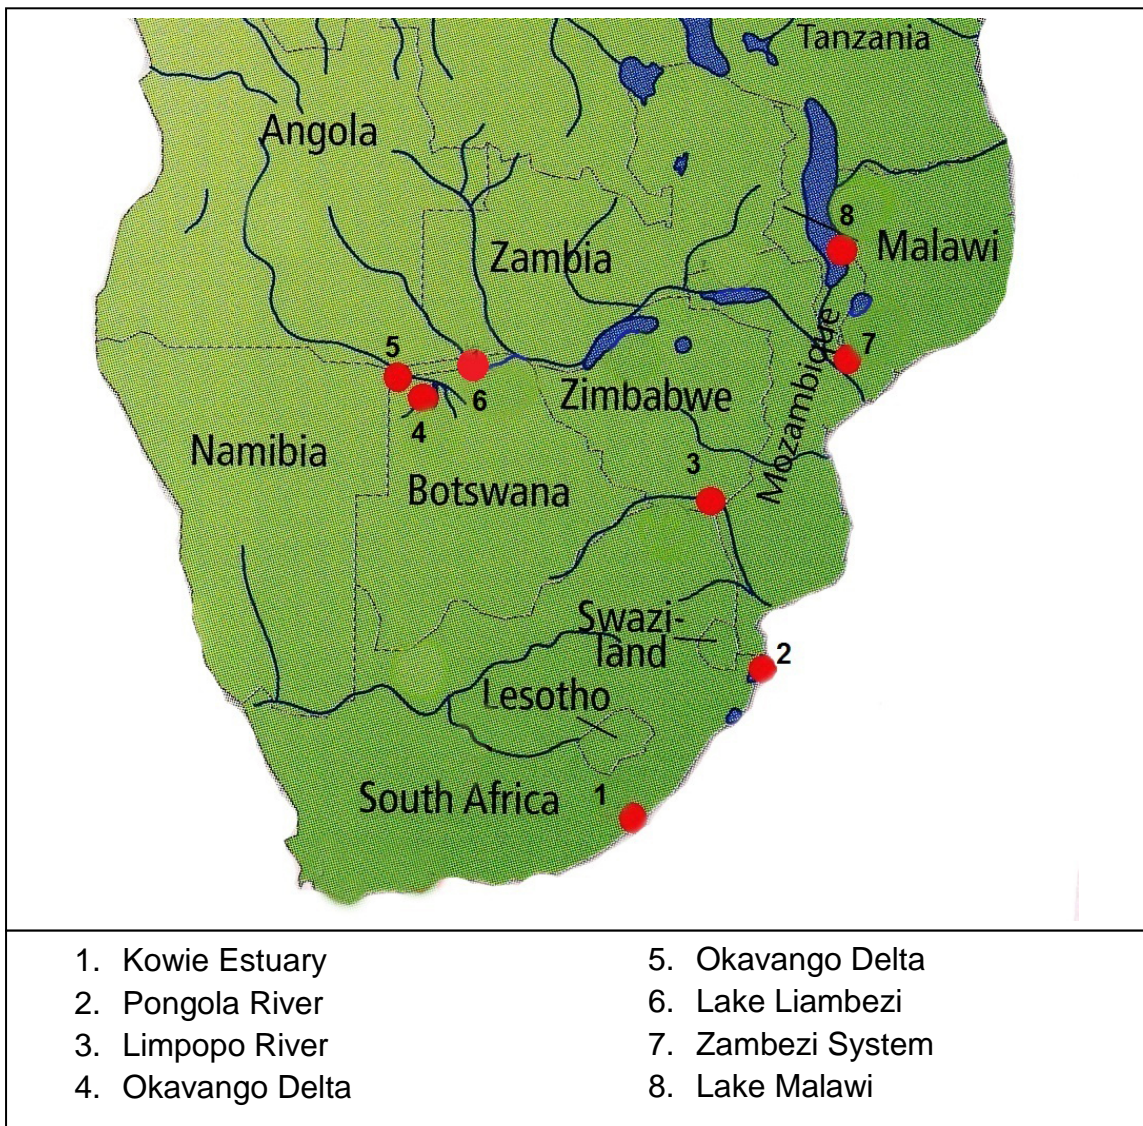 Tanzania
Angola
8
Zambia
Malawi
5
7
6
Zimbabwe
4
Mozambique
Namibia
3
Botswana
Swazi-
land
2
Lesotho
South Africa
1
1. Kowie Estuary
2. Pongola River
3. Limpopo River
4. Okavango Delta
5. Okavango Delta
6. Lake Liambezi
7. Zambezi System
8. Lake Malawi